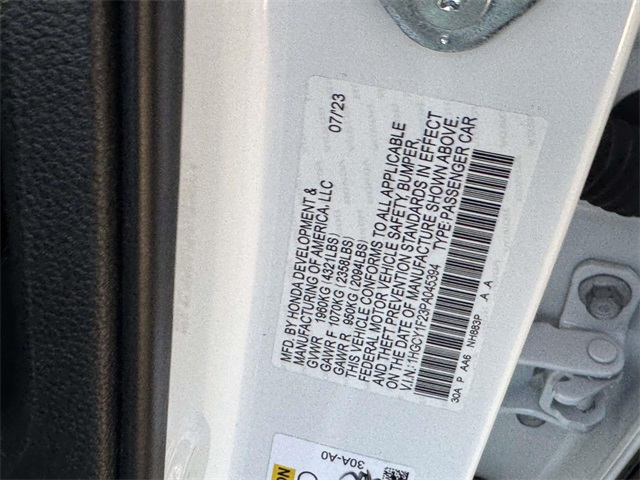 MFD. BY HONDA DEVELOPMENT & 07/23
MANUFACTURING OF AMERICA, LLC
GVWR 1960KG (4321LBS)
GAWR F 1070KG (2358LBS)
GAWR R 950KG (2094LBS)
THIS VEHICLE CONFORMS TO ALL APPLICABLE
FEDERAL MOTOR VEHICLE SAFETY, BUMPER,
AND THEFT PREVENTION STANDARDS IN EFFECT
ON THE DATE OF MANUFACTURE SHOWN ABOVE.
V.I.N.: 1HGCY1F23PA045394 TYPE:PASSENGER CAR
30A P AA6 NH883P A A
30A-A0